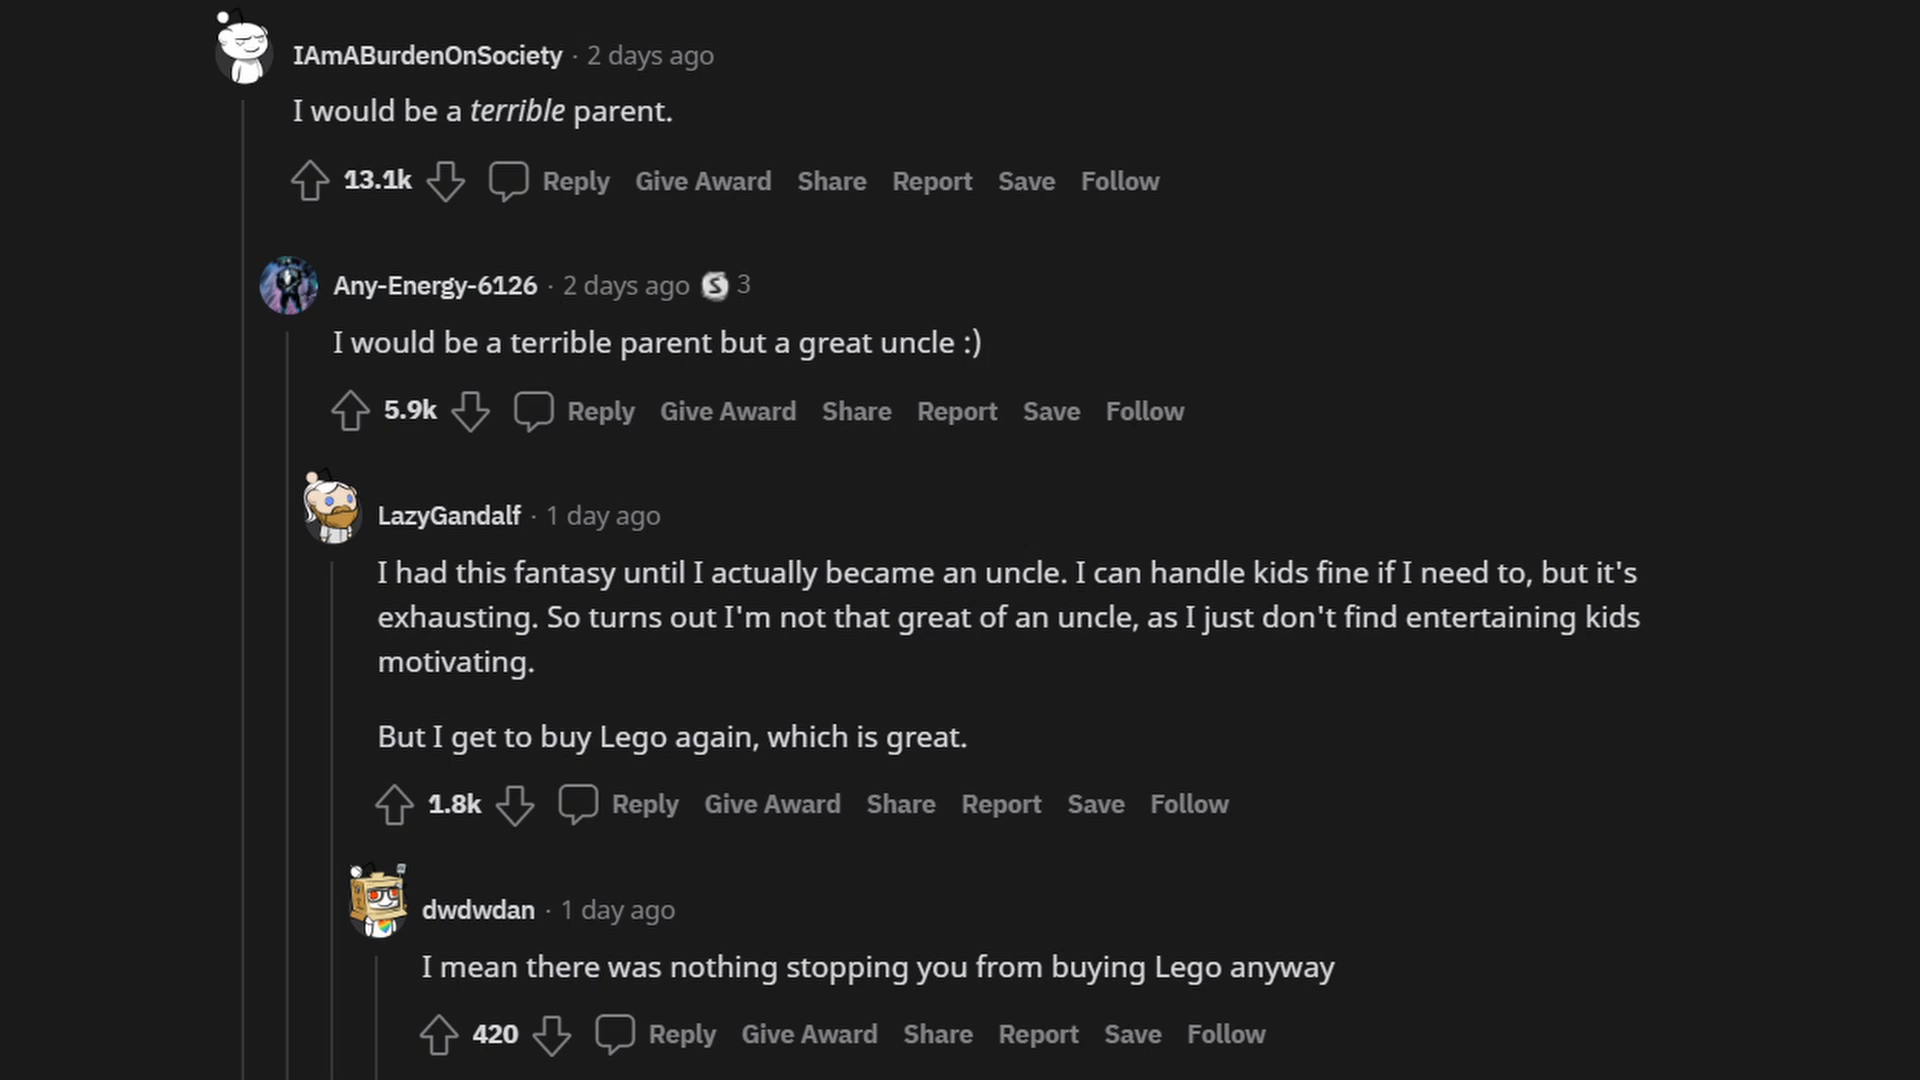 IAmABurdenOnSociety · 2 days ago
I would be a terrible parent.
13.1k Reply Give Award Share Report Save Follow
Any-Energy-6126 · 2 days ago S 3
I would be a terrible parent but a great uncle :)
5.9k Reply Give Award Share Report Save Follow
LazyGandalf · 1 day ago
I had this fantasy until I actually became an uncle. I can handle kids fine if I need to, but it's
exhausting. So turns out I'm not that great of an uncle, as I just don't find entertaining kids
motivating.
But I get to buy Lego again, which is great.
1.8k Reply Give Award Share Report Save Follow
dwdwdan · 1 day ago
I mean there was nothing stopping you from buying Lego anyway
420 Reply Give Award Share Report Save Follow